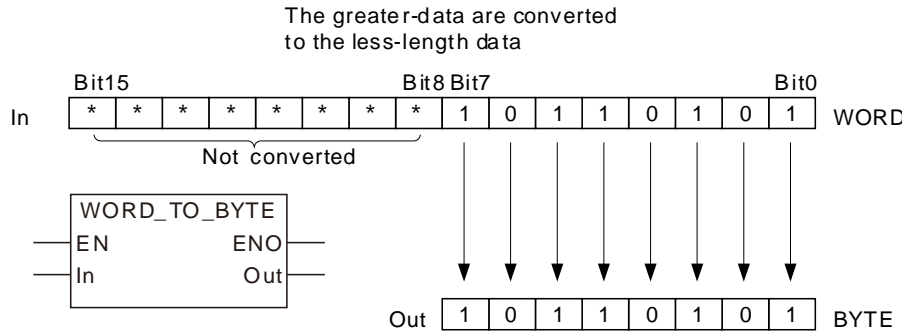 The greater-data are converted
to the less-length data
Bit15 Bit8 Bit7 Bit0
In * * * * * * * * 1 0 1 1 0 1 0 1 WORD
Not converted
WORD_TO_BYTE
EN ENO
In Out
Out 1 0 1 1 0 1 0 1 BYTE